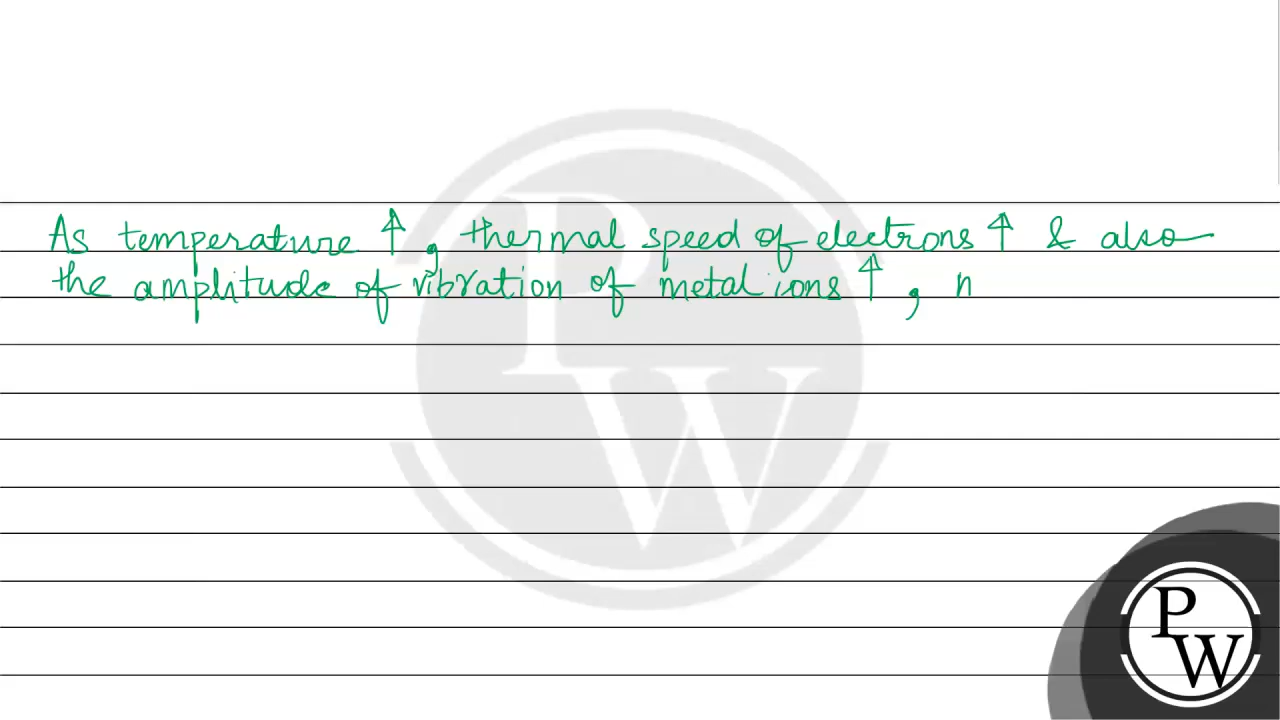 As temperature ↑, thermal speed of electrons ↑ & also
the amplitude of vibration of metal ions ↑, n
P
W
P
W